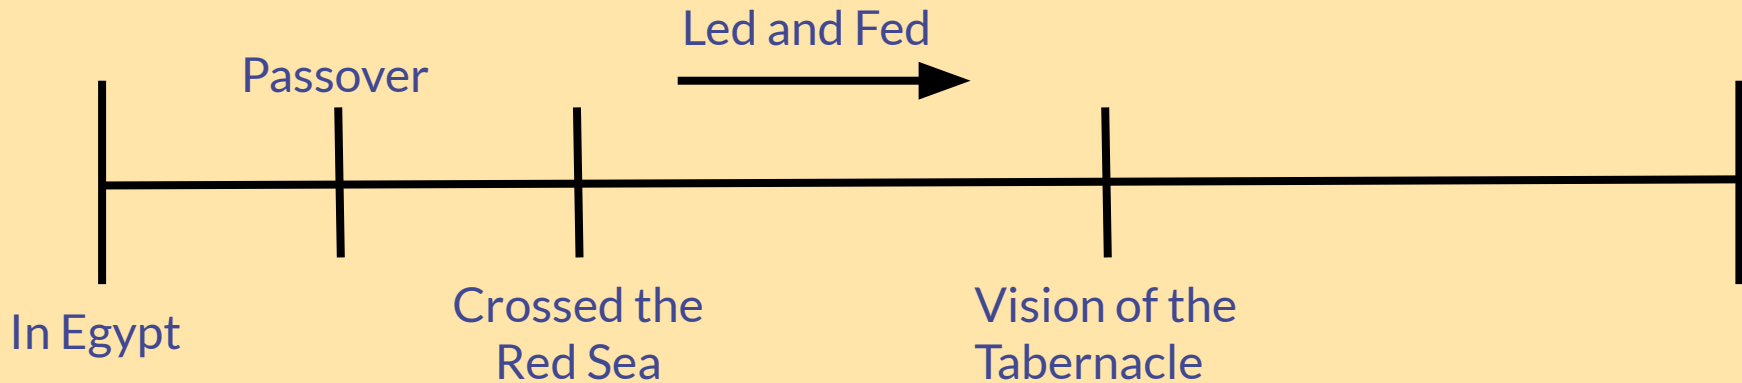 Led and Fed
Passover
In Egypt
Crossed the
Red Sea
Vision of the
Tabernacle